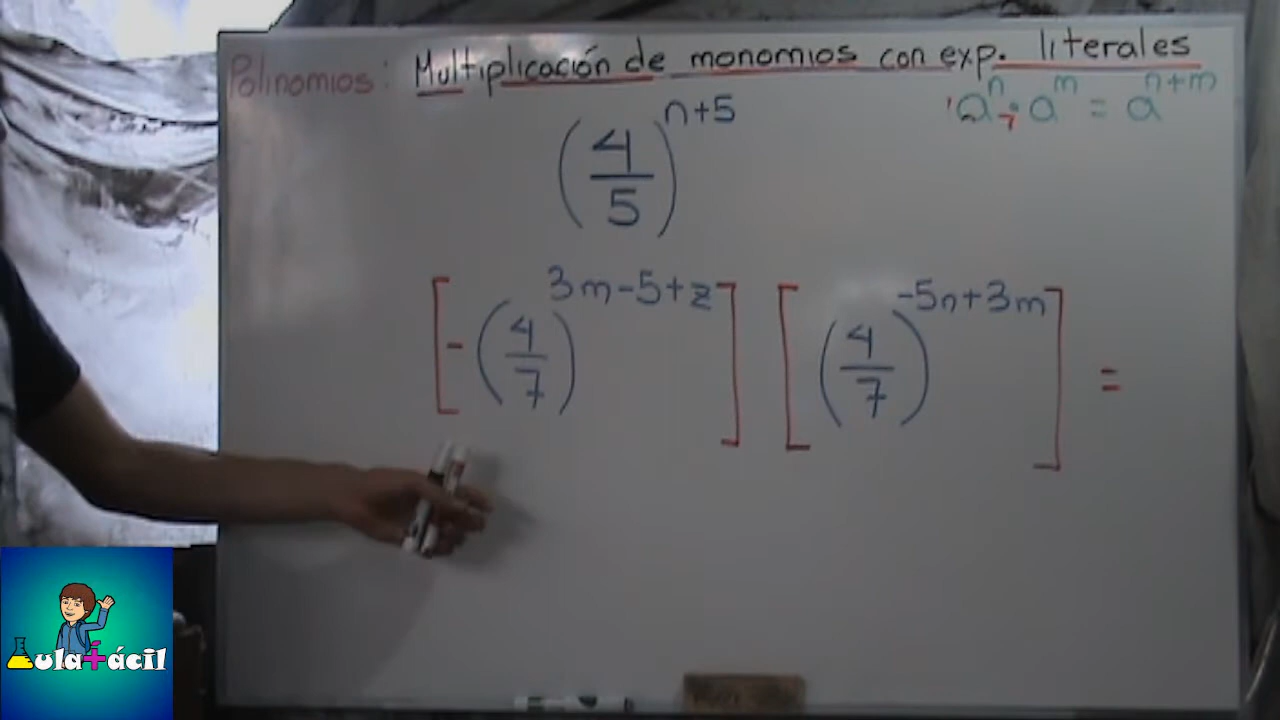 Polinomios: Multiplicación de monomios con exp. literales
aⁿ · aᵐ = aⁿ⁺ᵐ
(4/5)^n+5
[-(4/7)^3m-5+z] [(4/7)^-5n+3m] =
Aula+ácil